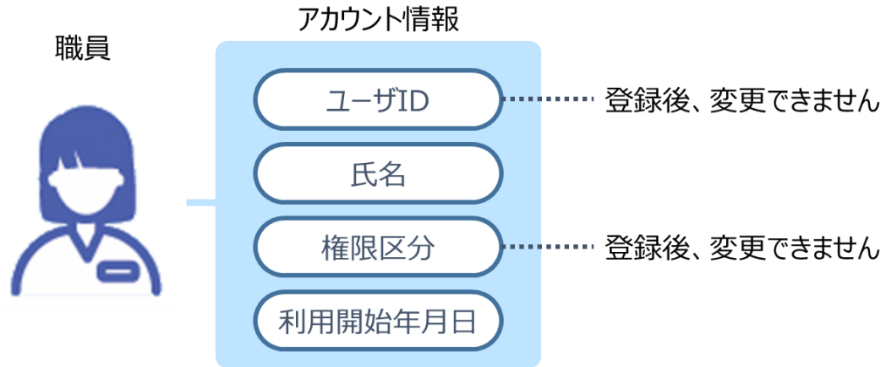 アカウント情報
職員
ユーザID
登録後、変更できません
氏名
権限区分
登録後、変更できません
利用開始年月日